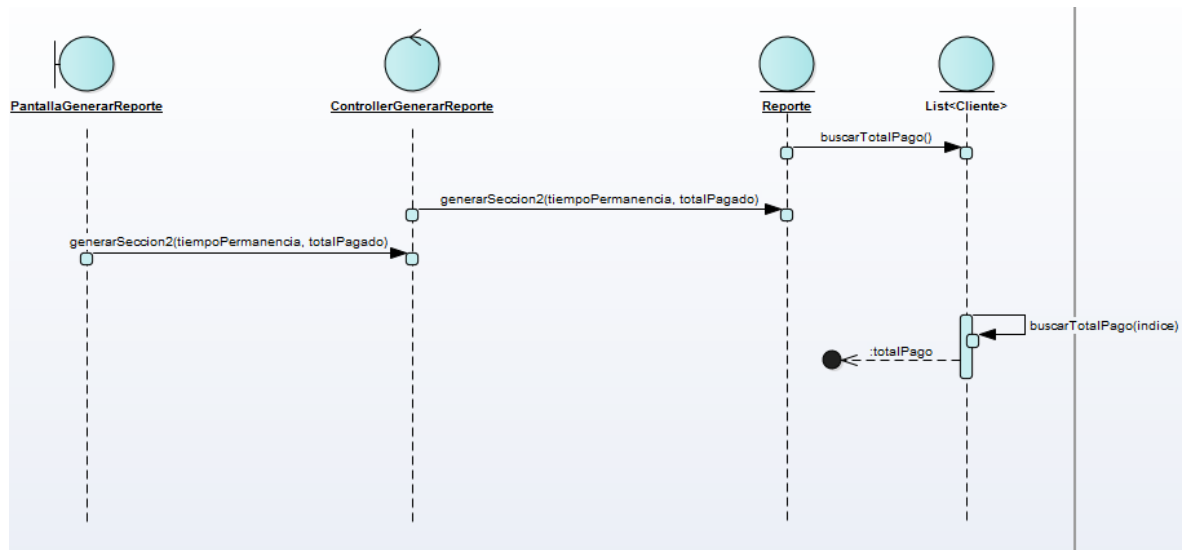 PantallaGenerarReporte
ControllerGenerarReporte
Reporte
List<Cliente>
buscarTotalPago()
generarSeccion2(tiempoPermanencia, totalPagado)
generarSeccion2(tiempoPermanencia, totalPagado)
buscarTotalPago(indice)
:totalPago